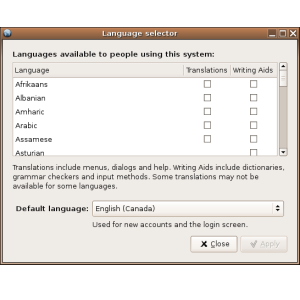 Language selector
Languages available to people using this system:
Language Translations Writing Aids
Afrikaans
Albanian
Amharic
Arabic
Assamese
Asturian
Translations include menus, dialogs and help. Writing Aids include dictionaries,
grammar checkers and input methods. Some translations may not be
available for some languages.
Default language: English (Canada)
Used for new accounts and the login screen.
Close Apply